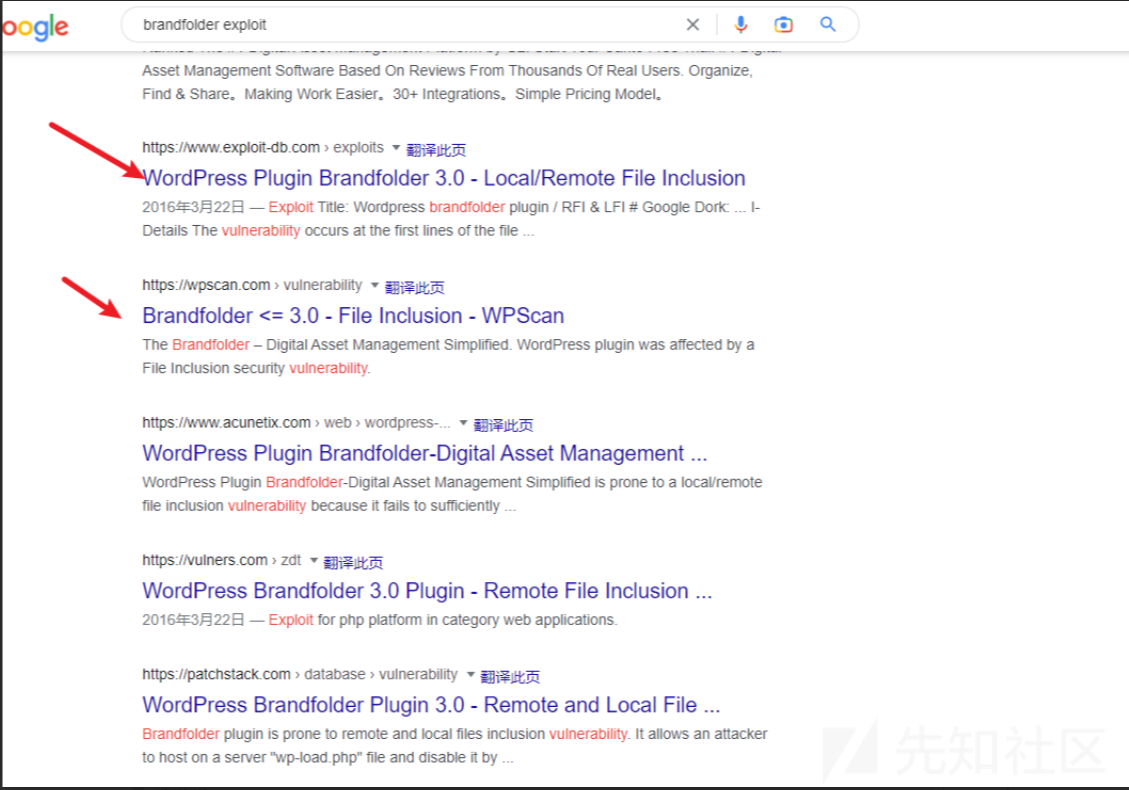 oogle
brandfolder exploit
Asset Management Software Based On Reviews From Thousands Of Real Users. Organize,
Find & Share。Making Work Easier。30+ Integrations。Simple Pricing Model。
https://www.exploit-db.com › exploits 翻译此页
WordPress Plugin Brandfolder 3.0 - Local/Remote File Inclusion
2016年3月22日 — Exploit Title: Wordpress brandfolder plugin / RFI & LFI # Google Dork: ... I-
Details The vulnerability occurs at the first lines of the file ...
https://wpscan.com › vulnerability 翻译此页
Brandfolder <= 3.0 - File Inclusion - WPScan
The Brandfolder – Digital Asset Management Simplified. WordPress plugin was affected by a
File Inclusion security vulnerability.
https://www.acunetix.com › web › wordpress-... 翻译此页
WordPress Plugin Brandfolder-Digital Asset Management ...
WordPress Plugin Brandfolder-Digital Asset Management Simplified is prone to a local/remote
file inclusion vulnerability because it fails to sufficiently ...
https://vulners.com › zdt 翻译此页
WordPress Brandfolder 3.0 Plugin - Remote File Inclusion ...
2016年3月22日 — Exploit for php platform in category web applications.
https://patchstack.com › database › vulnerability 翻译此页
WordPress Brandfolder Plugin 3.0 - Remote and Local File ...
Brandfolder plugin is prone to remote and local files inclusion vulnerability. It allows an attacker
to host on a server "wp-load.php" file and disable it by ...
先知社区